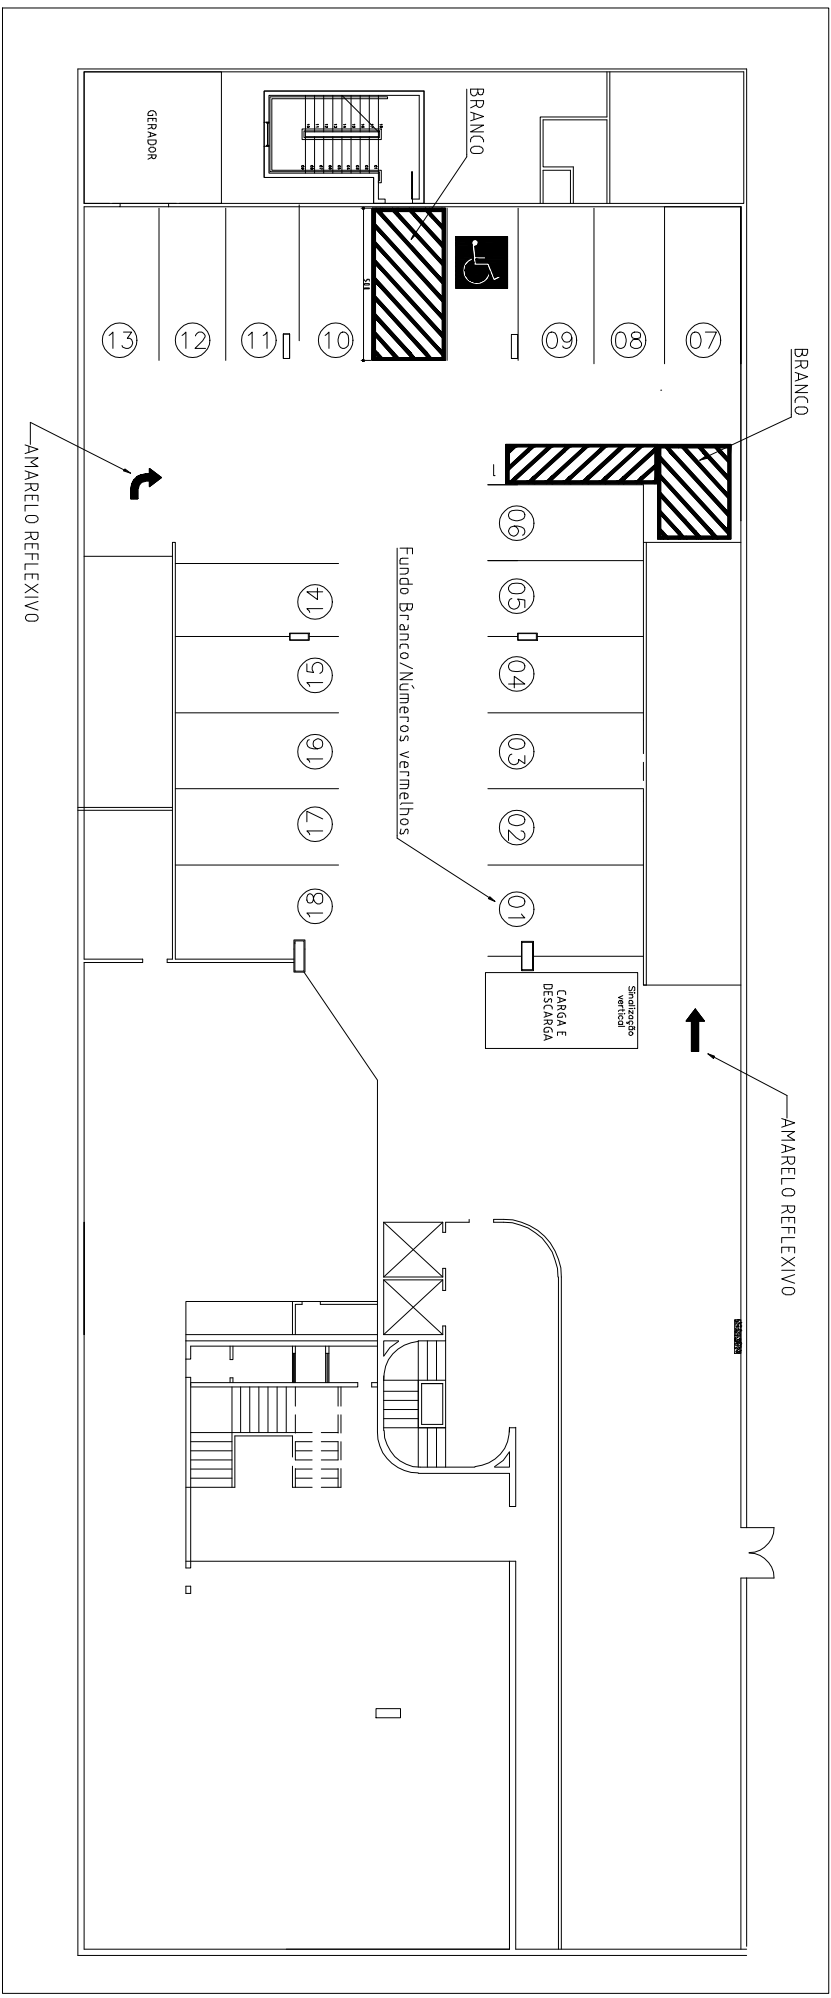 GERADOR
BRANCO
500
13
12
11
10
09
08
07
BRANCO
AMARELO REFLEXIVO
06
05
04
03
02
01
14
15
16
17
18
Fundo Branco/Números vermelhos
Sinalização
vertical
CARGA E
DESCARGA
AMARELO REFLEXIVO